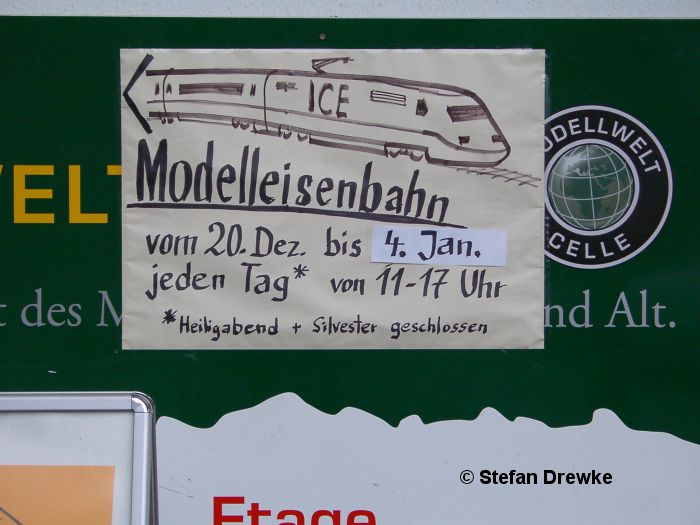 ICE
Modelleisenbahn
vom 20. Dez. bis 4. Jan.
jeden Tag* von 11-17 Uhr
*Heiligabend + Silvester geschlossen
MODELLWELT
CELLE
t des
nd Alt.
Etage
© Stefan Drewke